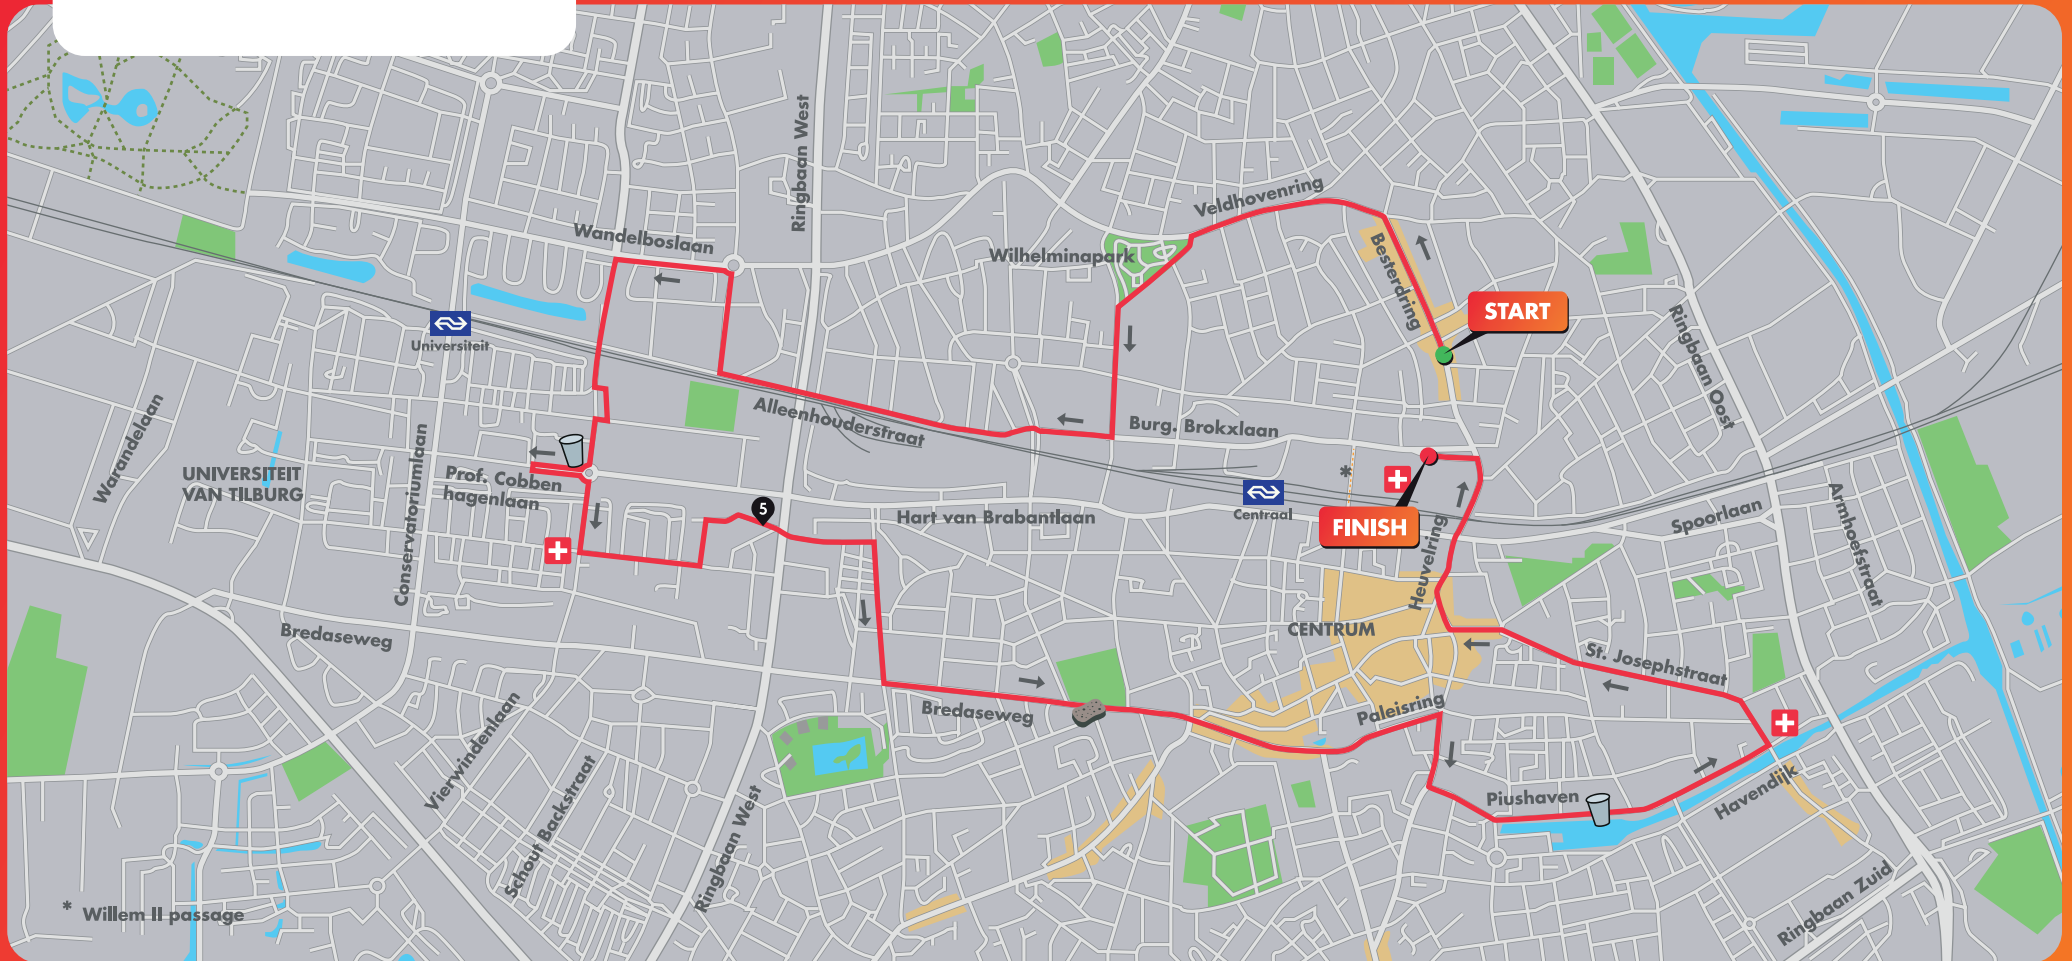 Ringbaan West
Veldhovenring
Wandelboslaan
Wilhelminapark
Besterdring
START
Universiteit
Ringbaan Oost
Alleenhouderstraat
Burg. Brokxlaan
Warandelaan
Conservatoriumlaan
UNIVERSITEIT
VAN TILBURG
Prof. Cobben
hagenlaan
*
5
Centraal
Hart van Brabantlaan
FINISH
Spoorlaan
Armhoefstraat
Heuvelring
CENTRUM
Bredaseweg
St. Josephstraat
Bredaseweg
Paleisring
Vierwindenlaan
Schout Backstraat
Ringbaan West
Piushaven
Havendijk
Ringbaan Zuid
* Willem II passage